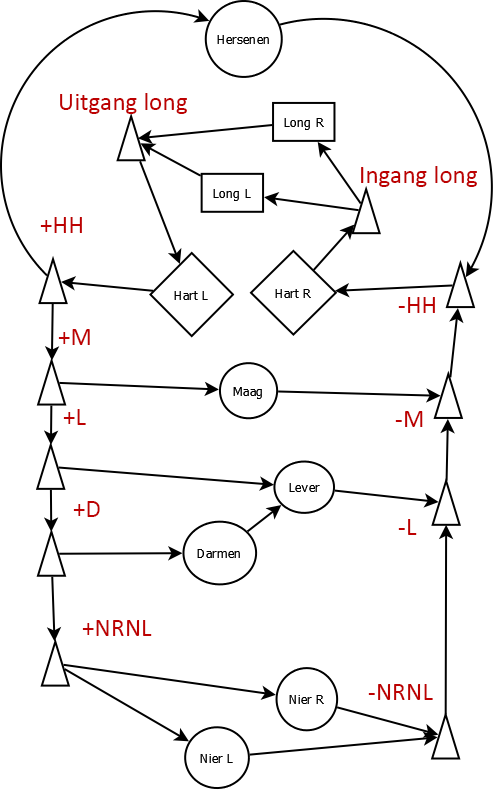 Hersenen
Uitgang long
Long R
Ingang long
Long L
+HH
Hart L
Hart R
-HH
+M
Maag
+L
-M
Lever
+D
-L
Darmen
+NRNL
Nier R
-NRNL
Nier L